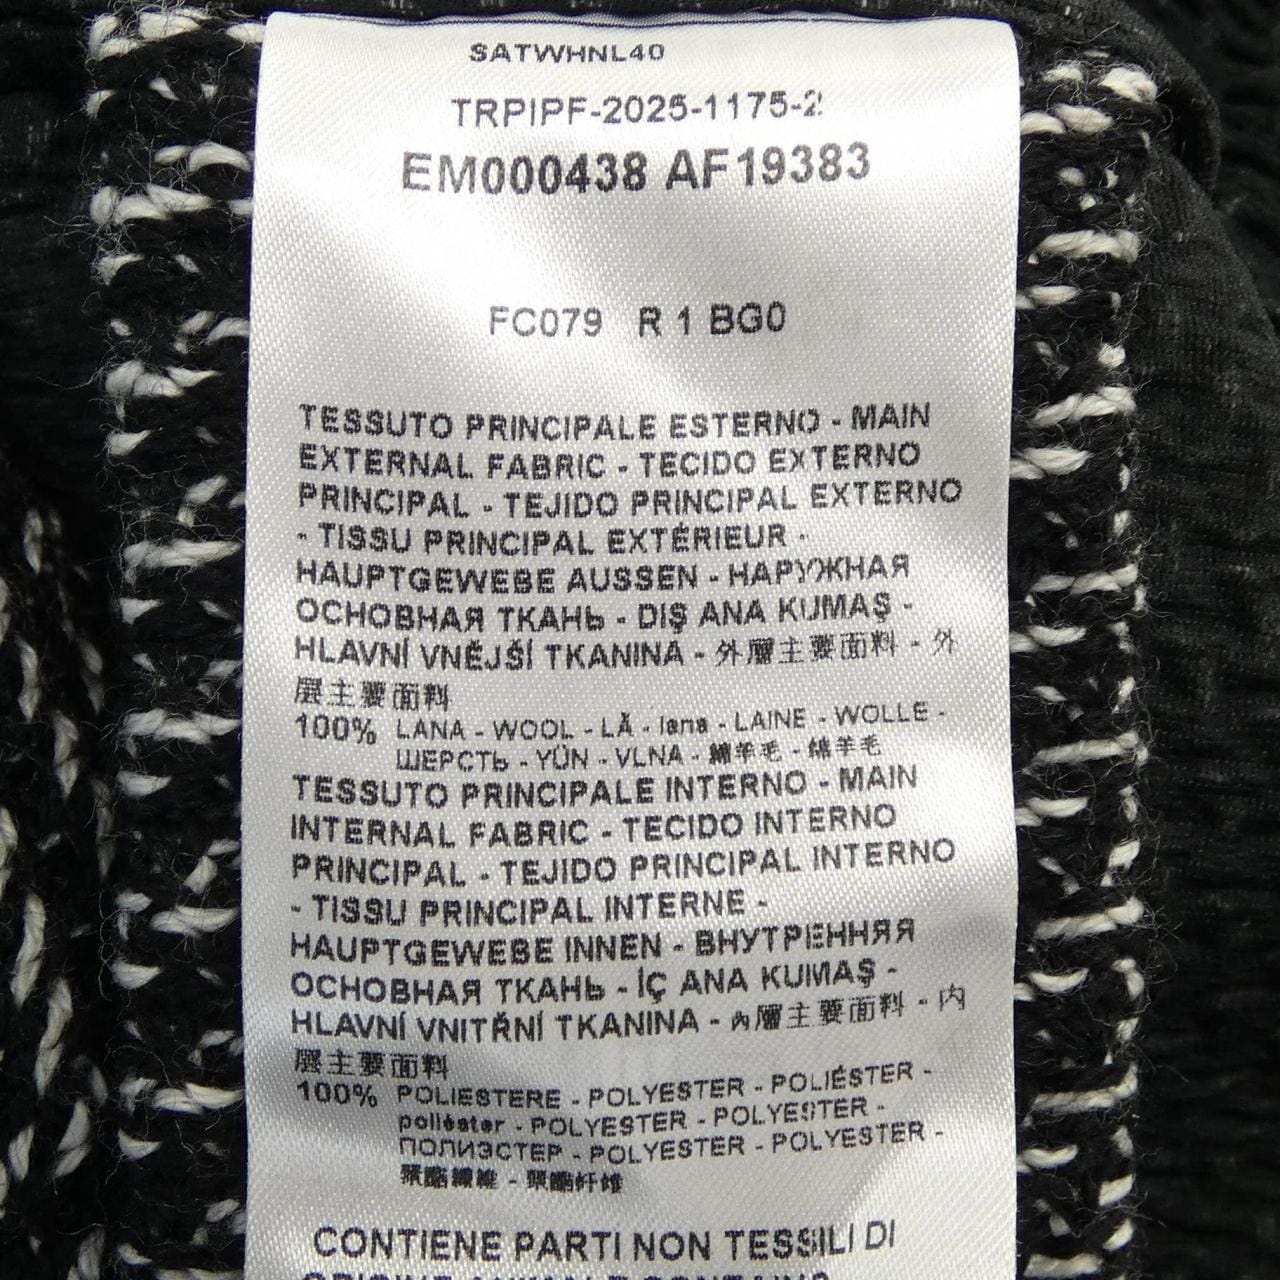 SATWHNL40
TRPIPF-2025-1175-2
EM000438 AF19383
FC079 R 1 BG0
TESSUTO PRINCIPALE ESTERNO - MAIN
EXTERNAL FABRIC - TECIDO EXTERNO
PRINCIPAL - TEJIDO PRINCIPAL EXTERNO
- TISSU PRINCIPAL EXTÉRIEUR -
HAUPTGEWEBE AUSSEN - НАРУЖНАЯ
ОСНОВНАЯ ТКАНЬ - DIŞ ANA KUMAŞ -
HLAVNÍ VNĚJŠÍ TKANINA - 外層主要面料 - 外
层主要面料
100% LANA - WOOL - LÃ - lana - LAINE - WOLLE -
ШЕРСТЬ - YÜN - VLNA - 綿羊毛 - 绵羊毛
TESSUTO PRINCIPALE INTERNO - MAIN
INTERNAL FABRIC - TECIDO INTERNO
PRINCIPAL - TEJIDO PRINCIPAL INTERNO
- TISSU PRINCIPAL INTERNE -
HAUPTGEWEBE INNEN - ВНУТРЕННЯЯ
ОСНОВНАЯ ТКАНЬ - İÇ ANA KUMAŞ -
HLAVNÍ VNITŘNÍ TKANINA - 內層主要面料 - 内
层主要面料
100% POLIESTERE - POLYESTER - POLIÉSTER -
poliéster - POLYESTER - POLYESTER -
ПОЛИЭСТЕР - POLYESTER - POLYESTER -
聚酯纖維 - 聚酯纤维
CONTIENE PARTI NON TESSILI DI